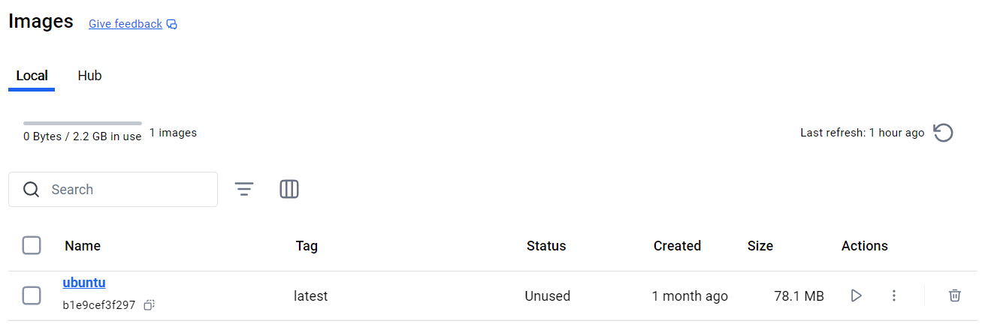 Images Give feedback
Local Hub
0 Bytes / 2.2 GB in use 1 images Last refresh: 1 hour ago
Search
Name Tag Status Created Size Actions
ubuntu
latest Unused 1 month ago 78.1 MB
b1e9cef3f297